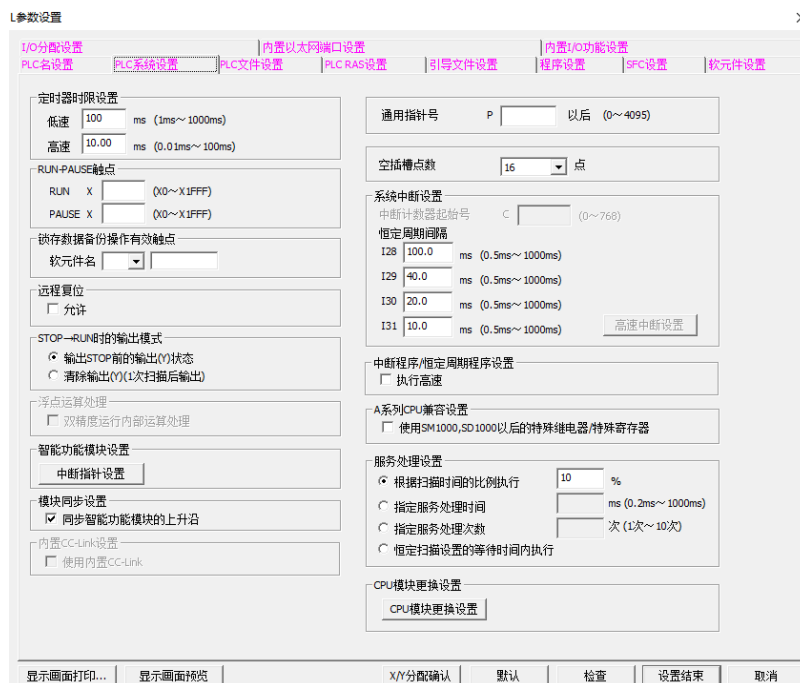 L参数设置
I/O分配设置 内置以太网端口设置 内置I/O功能设置
PLC名设置 PLC系统设置 PLC文件设置 PLC RAS设置 引导文件设置 程序设置 SFC设置 软元件设置
定时器时限设置
低速 100 ms (1ms～1000ms)
高速 10.00 ms (0.01ms～100ms)
RUN-PAUSE触点
RUN X (X0～X1FFF)
PAUSE X (X0～X1FFF)
锁存数据备份操作有效触点
软元件名
远程复位
允许
STOP→RUN时的输出模式
输出STOP前的输出(Y)状态
清除输出(Y)(1次扫描后输出)
浮点运算处理
双精度运行内部运算处理
智能功能模块设置
中断指针设置
模块同步设置
同步智能功能模块的上升沿
内置CC-Link设置
使用内置CC-Link
通用指针号 P 以后 (0～4095)
空插槽点数 16 点
系统中断设置
中断计数器起始号 C (0～768)
恒定周期间隔
I28 100.0 ms (0.5ms～1000ms)
I29 40.0 ms (0.5ms～1000ms)
I30 20.0 ms (0.5ms～1000ms)
I31 10.0 ms (0.5ms～1000ms)
高速中断设置
中断程序/恒定周期程序设置
执行高速
A系列CPU兼容设置
使用SM1000,SD1000以后的特殊继电器/特殊寄存器
服务处理设置
根据扫描时间的比例执行 10 %
指定服务处理时间 ms (0.2ms～1000ms)
指定服务处理次数 次 (1次～10次)
恒定扫描设置的等待时间内执行
CPU模块更换设置
CPU模块更换设置
显示画面打印... 显示画面预览 X/Y分配确认 默认 检查 设置结束 取消